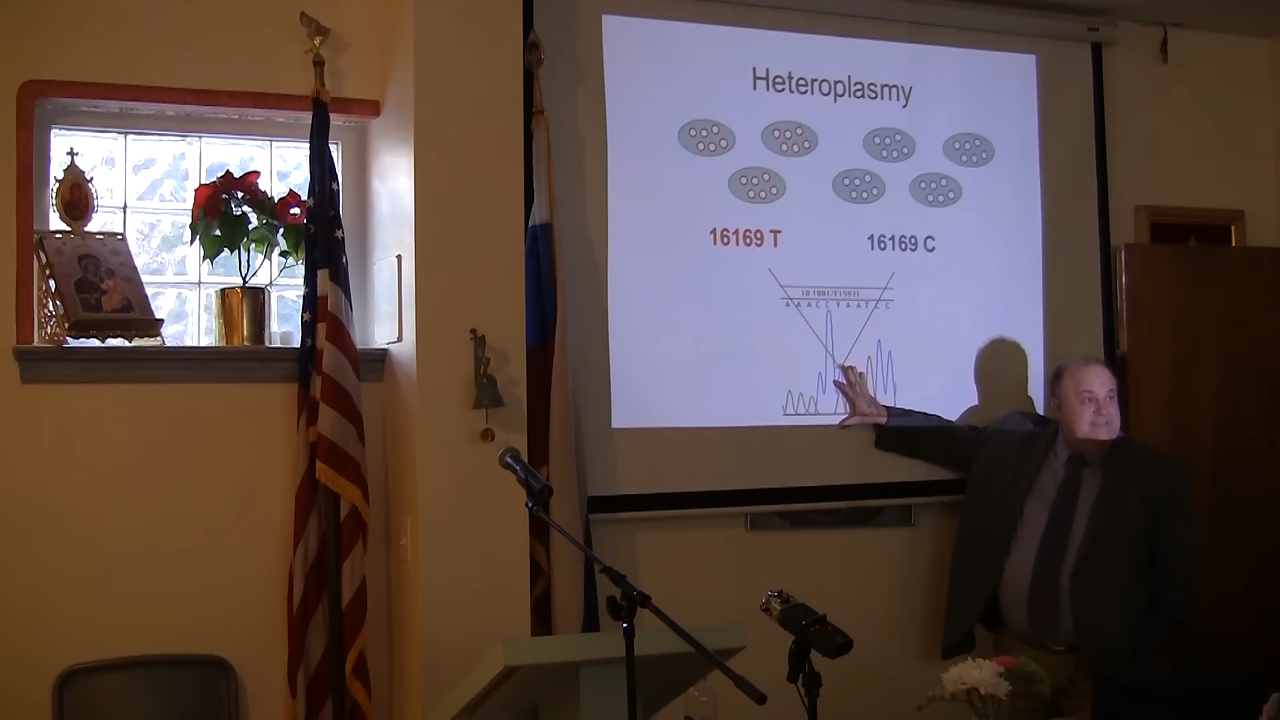 Heteroplasmy
16169 T
16169 C
A A A C C Y A A T C C